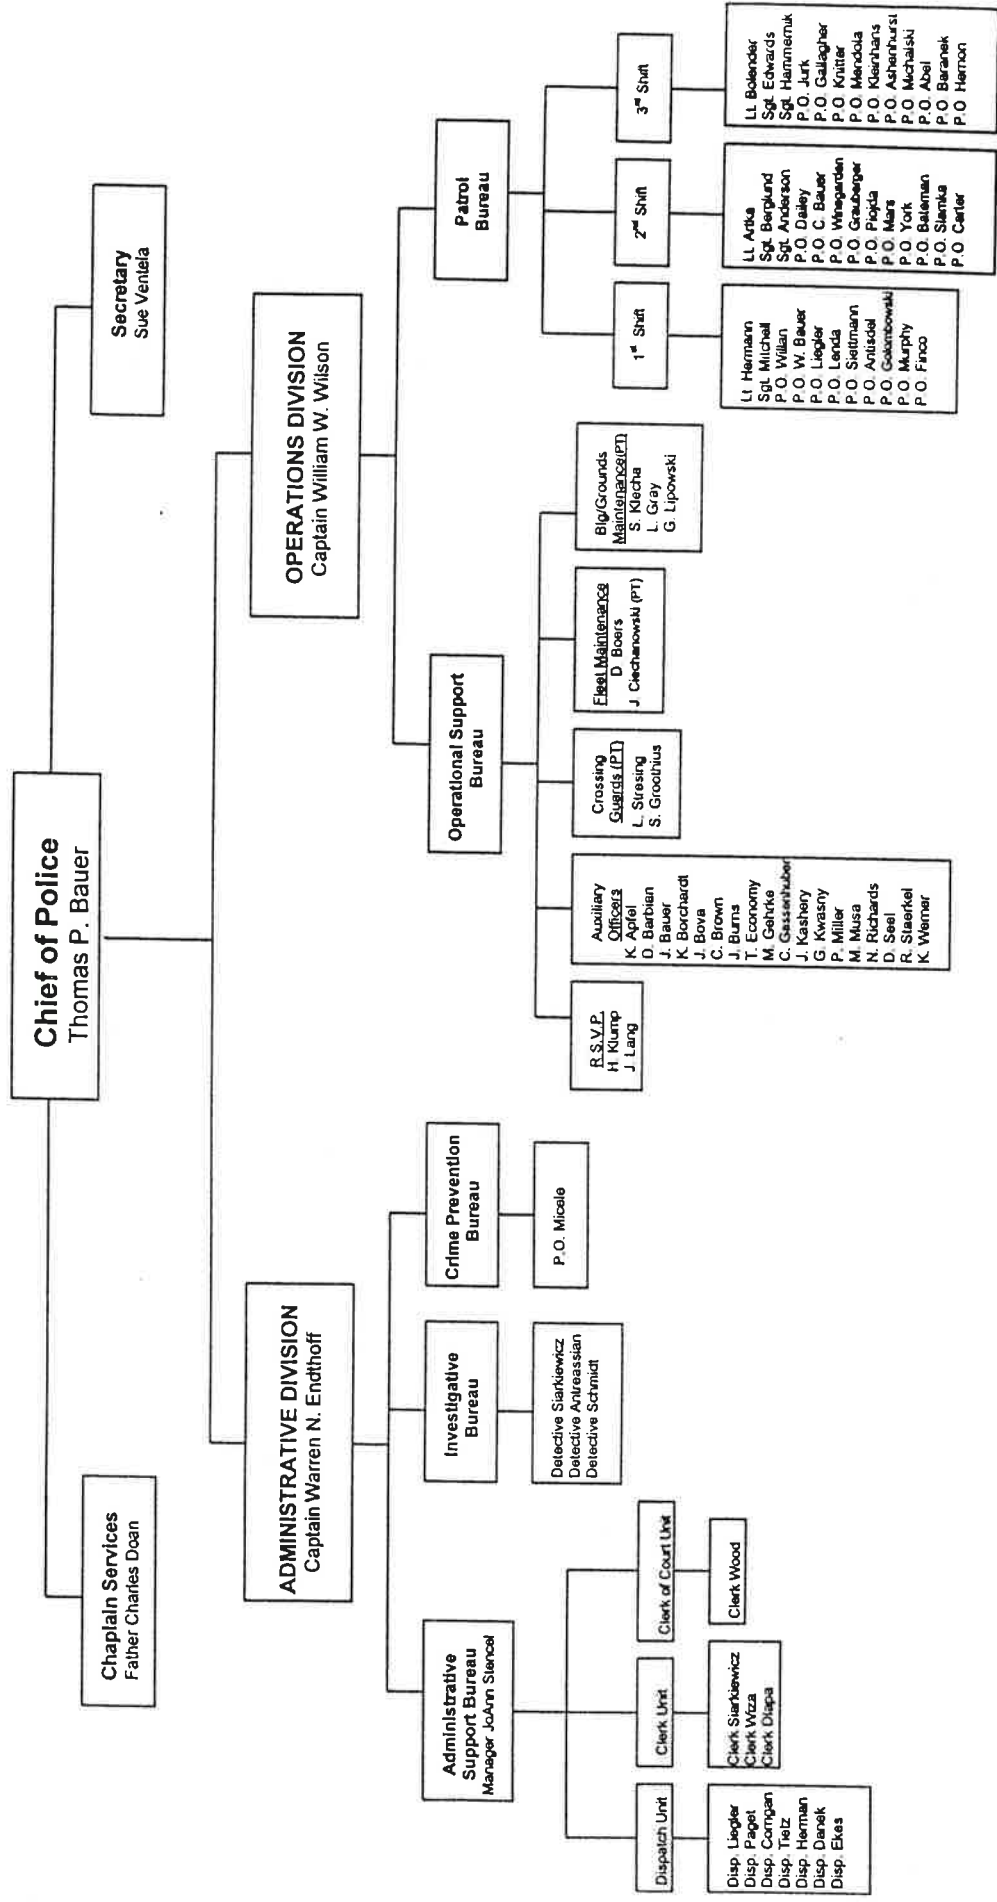 Chief of Police
Thomas P. Bauer
Chaplain Services
Father Charles Doan
Secretary
Sue Ventela
ADMINISTRATIVE DIVISION
Captain Warren N. Endthoff
OPERATIONS DIVISION
Captain William W. Wilson
Administrative
Support Bureau
Manager JoAnn Stencel
Investigative
Bureau
Crime Prevention
Bureau
Operational Support
Bureau
Patrol
Bureau
Dispatch Unit
Clerk Unit
Clerk of Court Unit
Disp. Liegler
Disp. Paget
Disp. Corrigan
Disp. Tietz
Disp. Herman
Disp. Danek
Disp. Ekes
Clerk Siarkiewicz
Clerk Wiza
Clerk Dlapa
Clerk Wood
Detective Siarkiewicz
Detective Antreassian
Detective Schmidt
P.O. Micele
R.S.V.P.
H. Klump
J. Lang
Auxiliary
Officers
K. Apfel
D. Barbian
J. Bauer
K. Borchardt
J. Bova
C. Brown
J. Burns
T. Economy
M. Gehrke
C. Gessenhuber
J. Kashery
G. Kwasny
P. Miller
M. Musa
N. Richards
D. Seel
R. Staerkel
K. Werner
Crossing
Guards (PT)
L. Stresing
S. Groothius
Fleet Maintenance
D. Boers
J. Ciechanowski (PT)
Blg/Grounds
Maintenance(PT)
S. Klecha
L. Gray
G. Lipowski
1st Shift
2nd Shift
3rd Shift
Lt Hermann
Sgt. Mitchell
P.O. Willan
P.O. W. Bauer
P.O. Liegler
P.O. Lenda
P.O. Siettmann
P.O. Antisdel
P.O. Golombowski
P.O. Murphy
P.O. Finco
Lt. Artka
Sgt. Berglund
Sgt. Anderson
P.O. Dailey
P.O. C. Bauer
P.O. Winegarden
P.O. Grauberger
P.O. Piojda
P.O. Mars
P.O. York
P.O. Bateman
P.O. Slamka
P.O. Carter
Lt. Bolender
Sgt. Edwards
Sgt. Hammernik
P.O. Jurk
P.O. Gallagher
P.O. Knitter
P.O. Mendola
P.O. Kleinhans
P.O. Ashenhurst
P.O Michalski
P.O. Abel
P.O. Baranek
P.O. Hernon